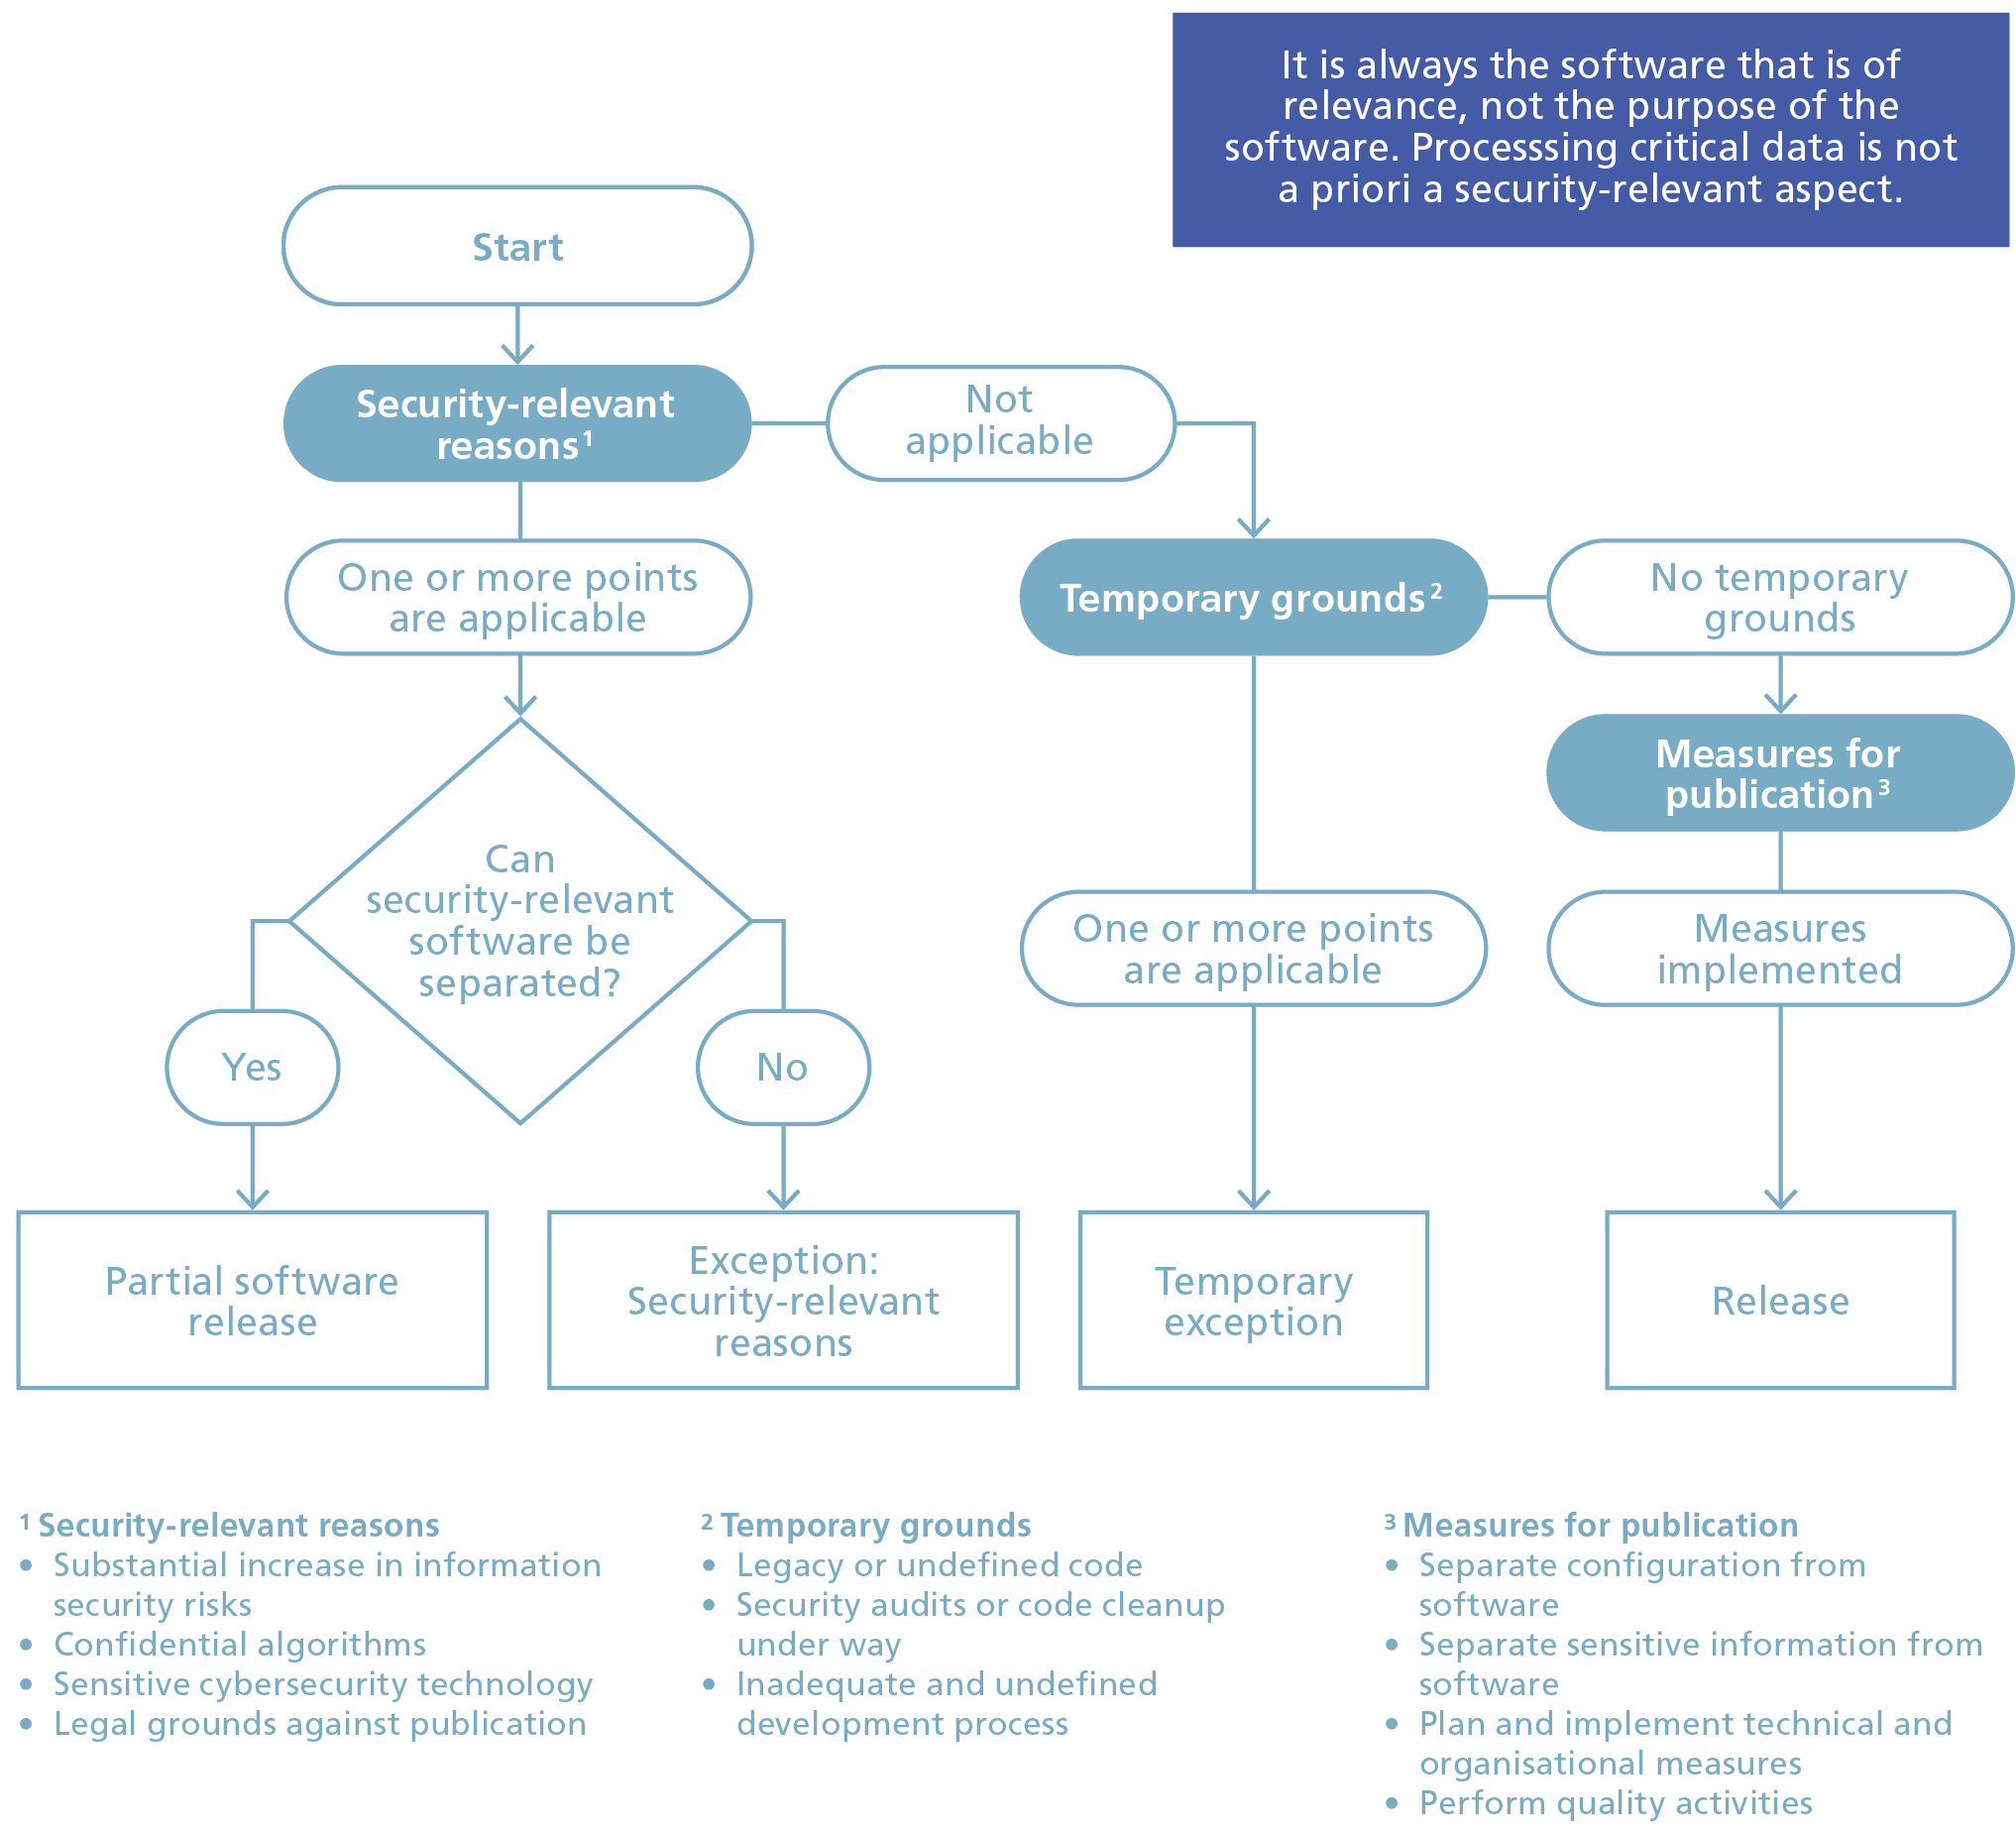 It is always the software that is of
relevance, not the purpose of the
software. Processsing critical data is not
a priori a security-relevant aspect.
Start
Security-relevant
reasons¹
Not
applicable
One or more points
are applicable
Temporary grounds²
No temporary
grounds
Measures for
publication³
Can
security-relevant
software be
separated?
One or more points
are applicable
Measures
implemented
Yes
No
Partial software
release
Exception:
Security-relevant
reasons
Temporary
exception
Release
¹ Security-relevant reasons
• Substantial increase in information
security risks
• Confidential algorithms
• Sensitive cybersecurity technology
• Legal grounds against publication
² Temporary grounds
• Legacy or undefined code
• Security audits or code cleanup
under way
• Inadequate and undefined
development process
³ Measures for publication
• Separate configuration from
software
• Separate sensitive information from
software
• Plan and implement technical and
organisational measures
• Perform quality activities